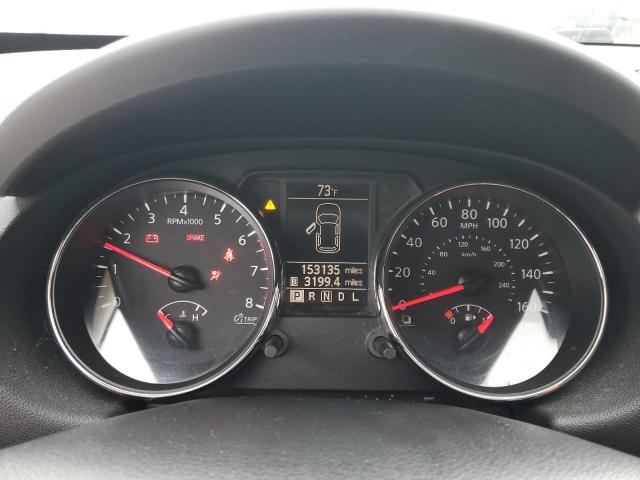 73°F
0 1 2 3 4 5 6 7 8
RPMx1000
BRAKE
H
TRIP
153135 miles
B 3199.4 miles
P R N D L
0 20 40 60 80 100 120 140 160
MPH
40 80 120 160 200 240
km/h
0 1